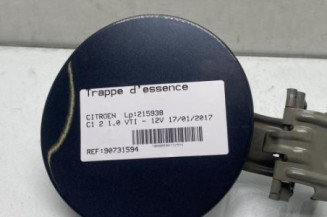 Trappe d'essence
CITROEN Lp:215938
C1 2 1.0 VTI - 12V 17/01/2017
REF:90731594